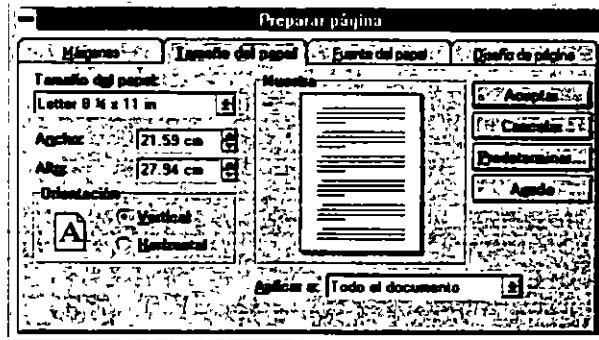 Preparar página
Márgenes Tamaño del papel Fuente del papel Diseño de página
Tamaño del papel: Muestra
Letter 8 ½ x 11 in Aceptar
Cancelar
Ancho: 21.59 cm
Predeterminar...
Alto: 27.94 cm
Ayuda
Orientación
A Vertical
Horizontal
Aplicar a: Todo el documento